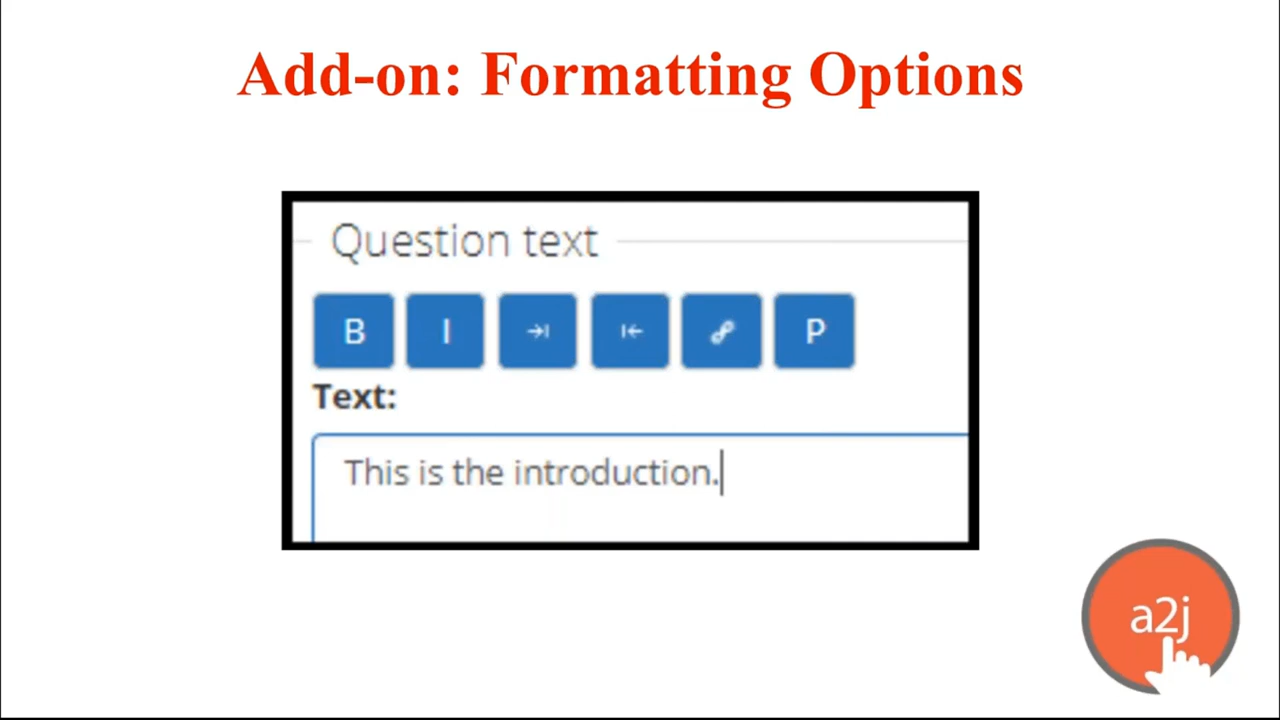 Add-on: Formatting Options
Question text
B I P
Text:
This is the introduction.
a2j